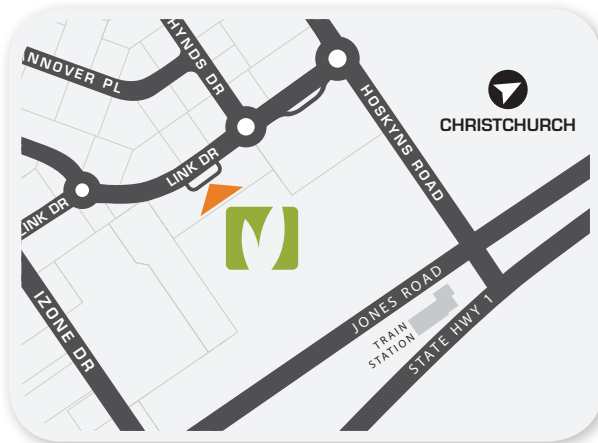 NNOVER PL
HYNDS DR
HOSKYNS ROAD
CHRISTCHURCH
LINK DR
LINK DR
IZONE DR
JONES ROAD
TRAIN
STATION
STATE HWY 1